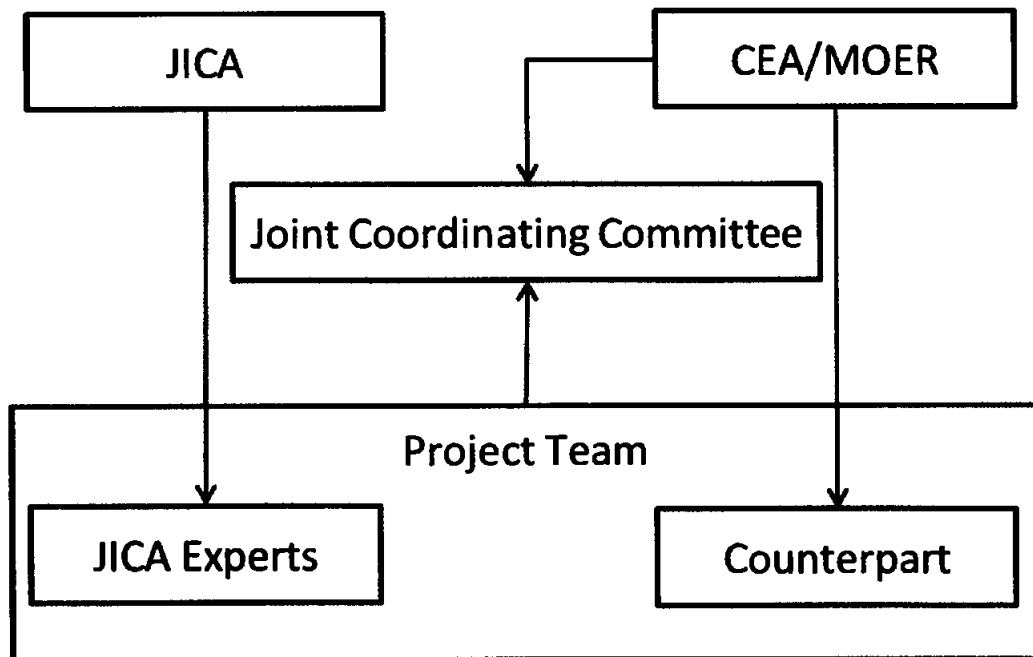 JICA
CEA/MOER
Joint Coordinating Committee
Project Team
JICA Experts
Counterpart